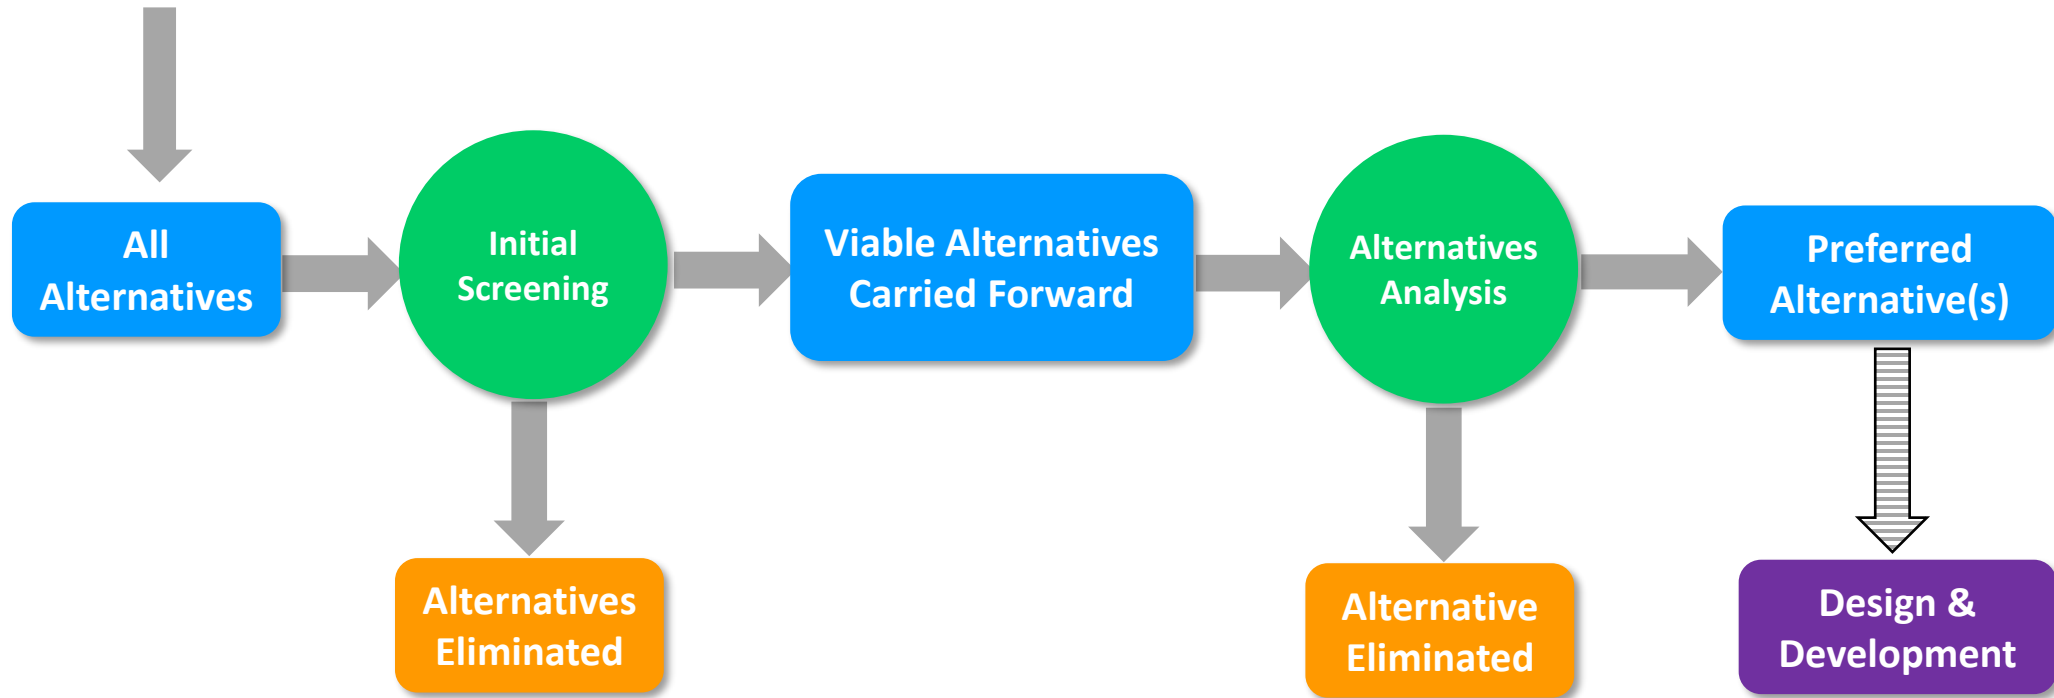 All
Alternatives
Initial
Screening
Viable Alternatives
Carried Forward
Alternatives
Analysis
Preferred
Alternative(s)
Alternatives
Eliminated
Alternative
Eliminated
Design &
Development